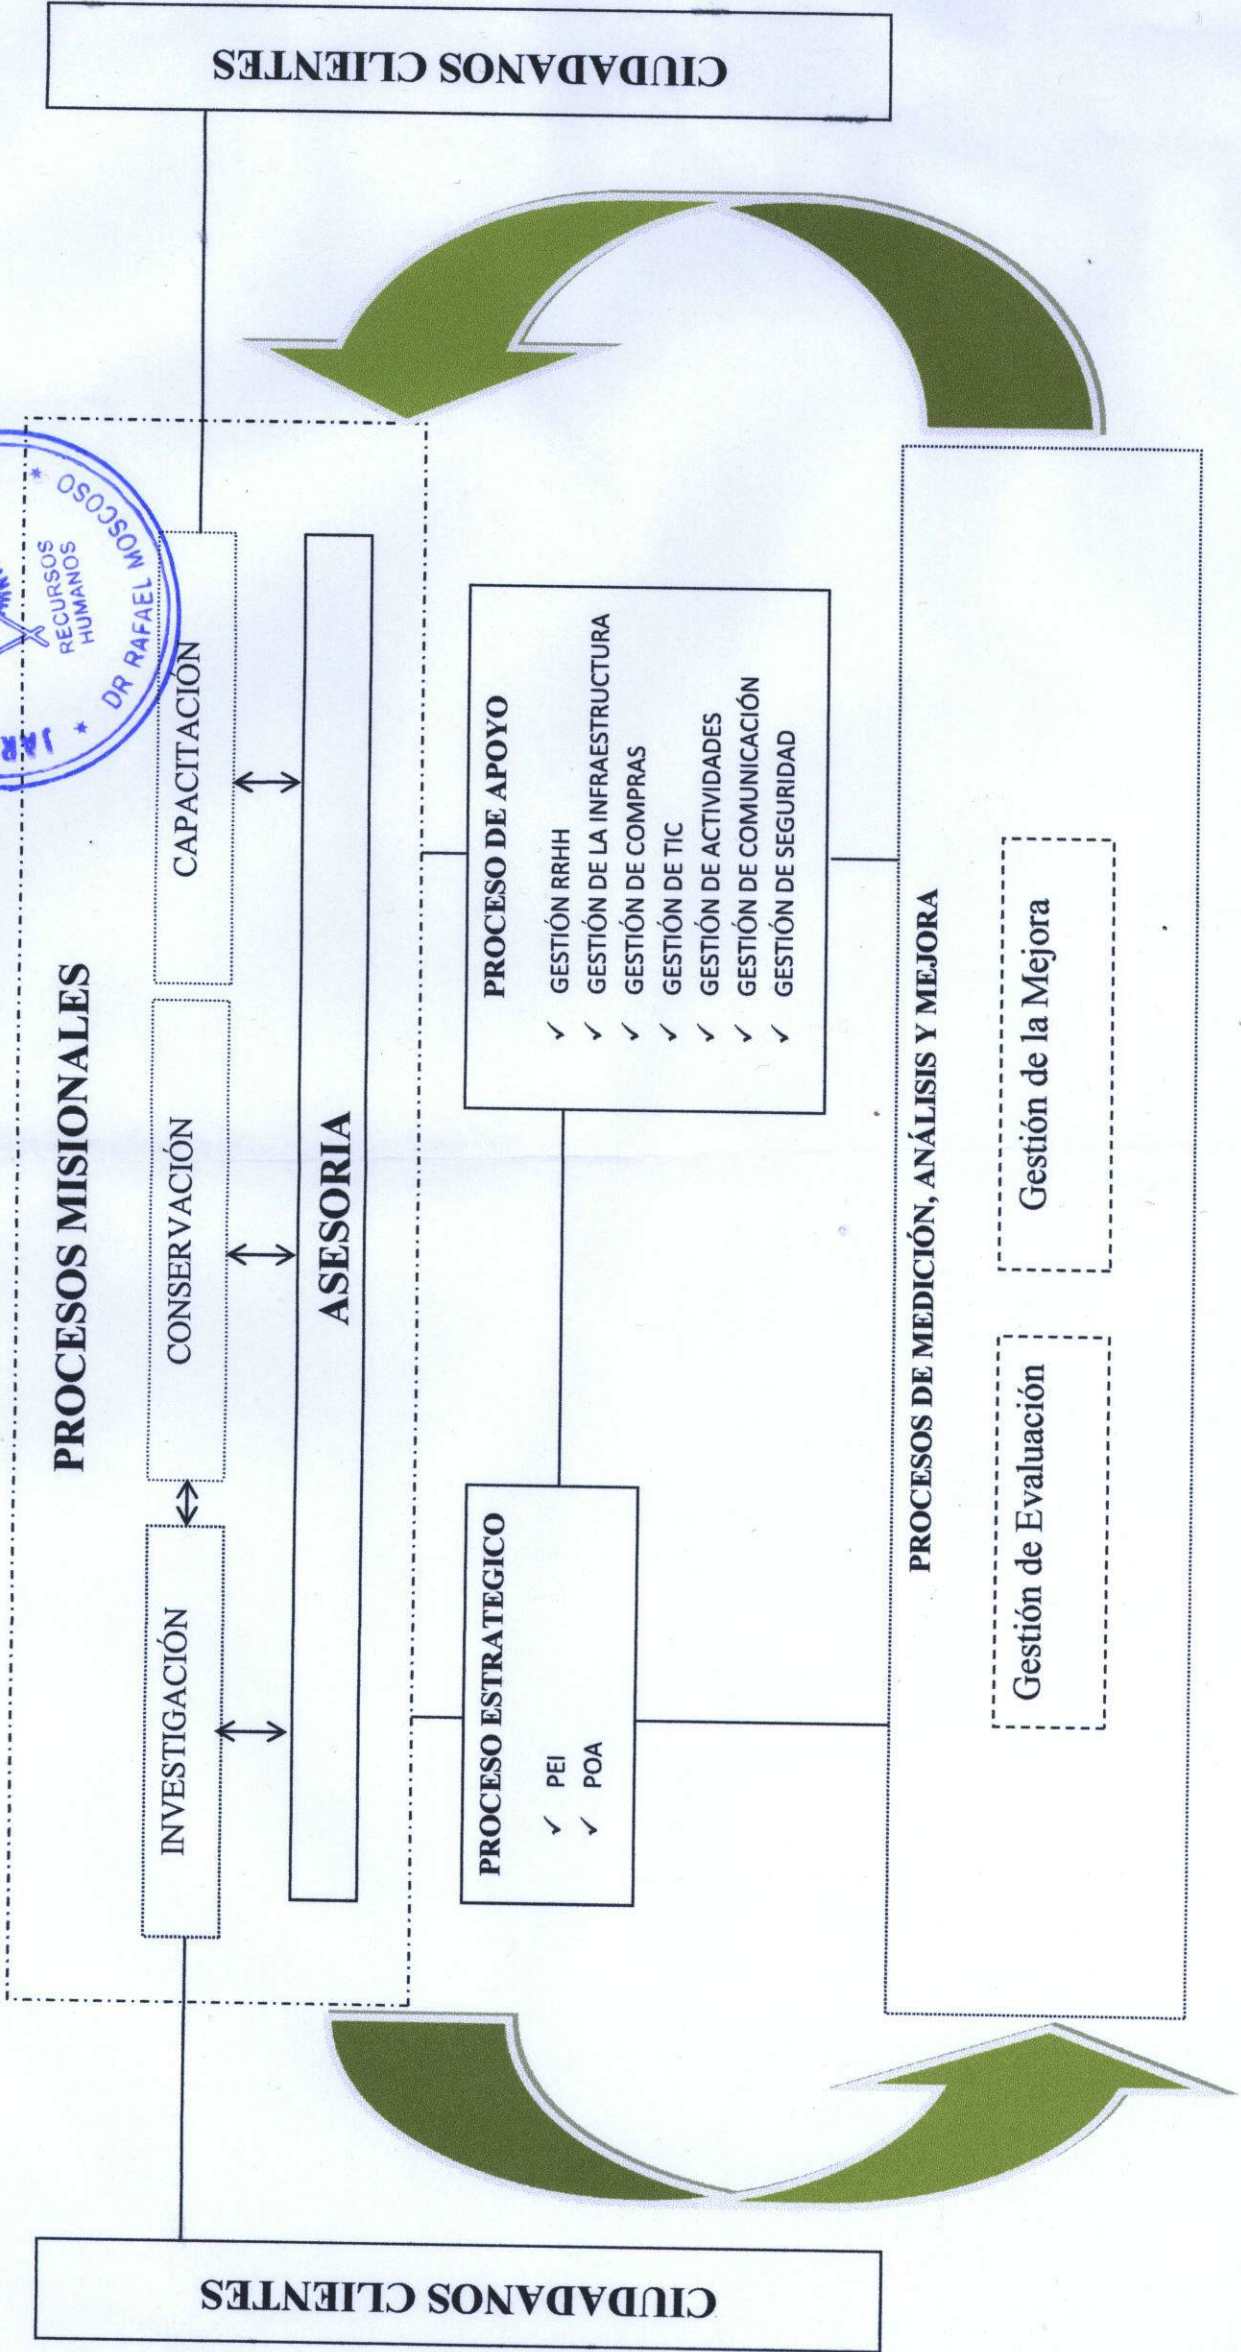 PROCESOS MISIONALES
INVESTIGACIÓN
CONSERVACIÓN
CAPACITACIÓN
ASESORIA
CIUDADANOS CLIENTES
CIUDADANOS CLIENTES
RECURSOS
HUMANOS
DR RAFAEL MOSCOSO
JAR
PROCESO ESTRATEGICO
✓ PEI
✓ POA
PROCESO DE APOYO
✓ GESTIÓN RRHH
✓ GESTIÓN DE LA INFRAESTRUCTURA
✓ GESTIÓN DE COMPRAS
✓ GESTIÓN DE TIC
✓ GESTIÓN DE ACTIVIDADES
✓ GESTIÓN DE COMUNICACIÓN
✓ GESTIÓN DE SEGURIDAD
PROCESOS DE MEDICIÓN, ANÁLISIS Y MEJORA
Gestión de Evaluación
Gestión de la Mejora